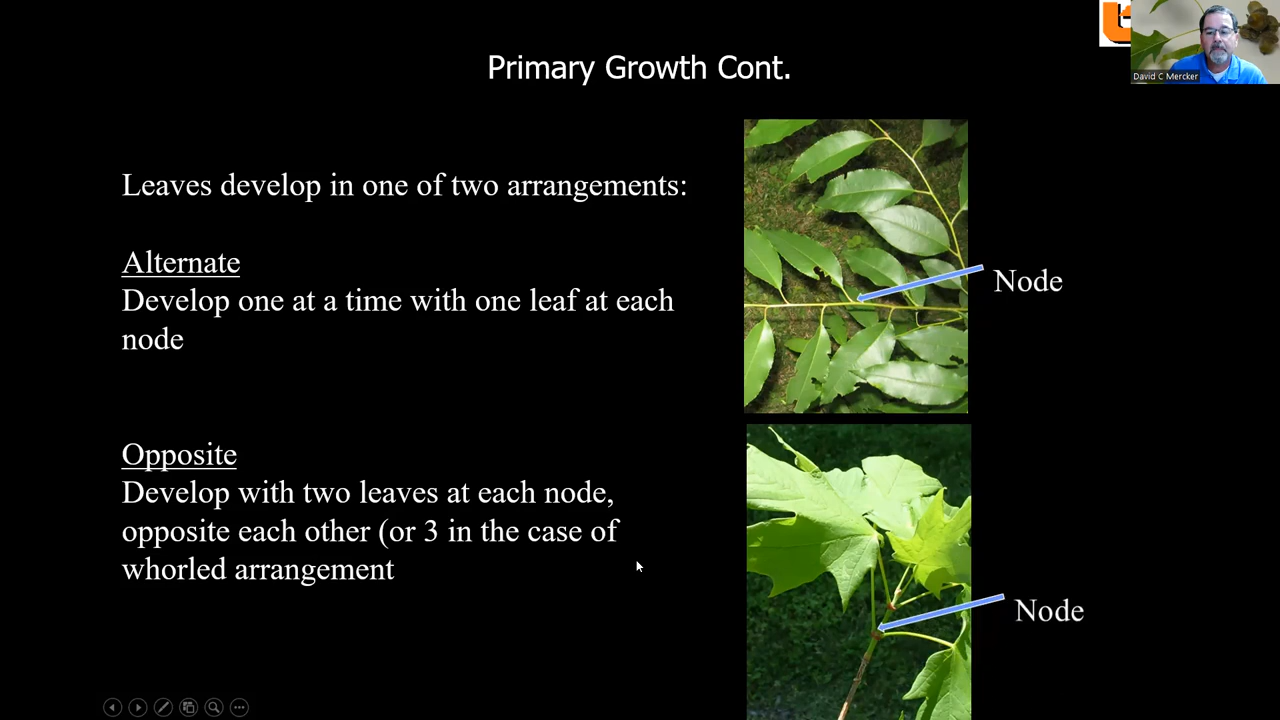 David C Mercker
Primary Growth Cont.
Leaves develop in one of two arrangements:
Alternate
Develop one at a time with one leaf at each
node
Node
Opposite
Develop with two leaves at each node,
opposite each other (or 3 in the case of
whorled arrangement
Node